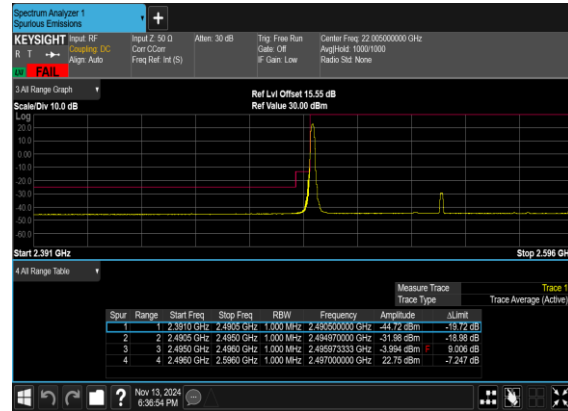 Spectrum Analyzer 1
Spurious Emissions
+
KEYSIGHT Input: RF Input Z: 50 Ω Atten: 30 dB Trig: Free Run Center Freq: 22.005000000 GHz
R T Coupling: DC Corr CCorr Gate: Off Avg|Hold: 1000/1000
Align: Auto Freq Ref: Int (S) IF Gain: Low Radio Std: None
FAIL
3 All Range Graph
Ref Lvl Offset 15.55 dB
Scale/Div 10.0 dB Ref Value 30.00 dBm
Log
20.0
10.0
0.00
-10.0
-20.0
-30.0
-40.0
-50.0
-60.0
Start 2.391 GHz Stop 2.596 GH
4 All Range Table
Measure Trace Trace 1
Trace Type Trace Average (Active)
Spur Range Start Freq Stop Freq RBW Frequency Amplitude ΔLimit
1 1 2.3910 GHz 2.4905 GHz 1.000 MHz 2.490500000 GHz -44.72 dBm -19.72 dB
2 2 2.4905 GHz 2.4950 GHz 1.000 MHz 2.494970000 GHz -31.98 dBm -18.98 dB
3 3 2.4950 GHz 2.4960 GHz 1.000 MHz 2.495973333 GHz -3.994 dBm F 9.006 dB
4 4 2.4960 GHz 2.5960 GHz 1.000 MHz 2.497000000 GHz 22.75 dBm -7.247 dB
? Nov 13, 2024
6:36:54 PM